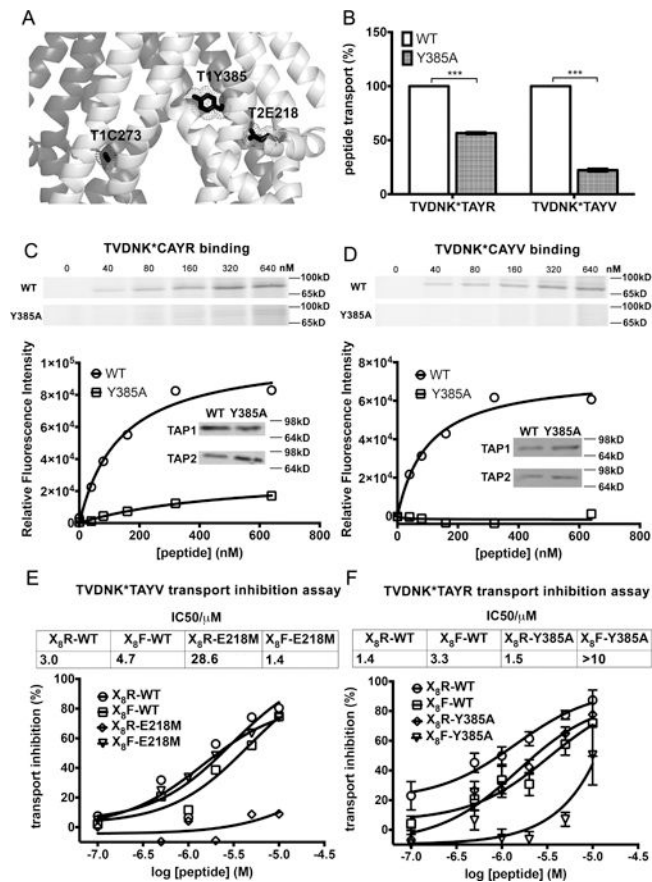 A
T1Y385
T2E218
T1C273
B
WT
Y385A
peptide transport (%)
150
100
50
0
***
***
TVDNK*TAYR
TVDNK*TAYV
C
TVDNK*CAYR binding
0 40 80 160 320 640 nM
WT
100kD
65kD
Y385A
100kD
65kD
Relative Fluorescence Intensity
1×10⁵
8×10⁴
6×10⁴
4×10⁴
2×10⁴
0
WT
Y385A
WT Y385A
TAP1
98kD
64kD
TAP2
98kD
64kD
0 200 400 600 800
[peptide] (nM)
D
TVDNK*CAYV binding
0 40 80 160 320 640 nM
WT
100kD
65kD
Y385A
100kD
65kD
Relative Fluorescence Intensity
8×10⁴
6×10⁴
4×10⁴
2×10⁴
0
WT
Y385A
WT Y385A
TAP1
98kD
64kD
TAP2
98kD
64kD
0 200 400 600 800
[peptide] (nM)
E
TVDNK*TAYV transport inhibition assay
IC50/μM
X₈R-WT X₈F-WT X₈R-E218M X₈F-E218M
3.0 4.7 28.6 1.4
transport inhibition (%)
80
60
40
20
0
X₈R-WT
X₈F-WT
X₈R-E218M
X₈F-E218M
-7.0 -6.5 -6.0 -5.5 -5.0 -4.5
log [peptide] (M)
F
TVDNK*TAYR transport inhibition assay
IC50/μM
X₈R-WT X₈F-WT X₈R-Y385A X₈F-Y385A
1.4 3.3 1.5 >10
transport inhibition (%)
100
80
60
40
20
0
X₈R-WT
X₈F-WT
X₈R-Y385A
X₈F-Y385A
-7.0 -6.5 -6.0 -5.5 -5.0 -4.5
log [peptide] (M)